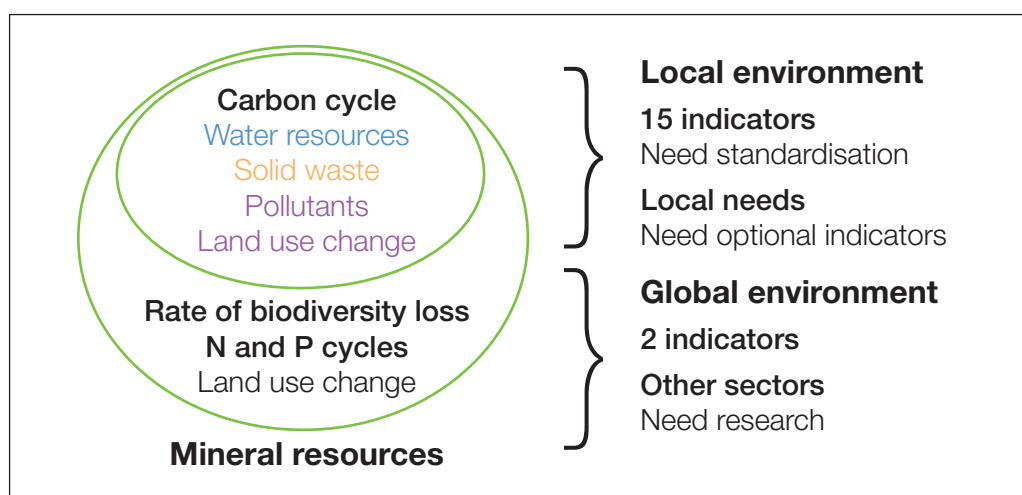 Carbon cycle
Water resources
Solid waste
Pollutants
Land use change
Rate of biodiversity loss
N and P cycles
Land use change
Mineral resources
Local environment
15 indicators
Need standardisation
Local needs
Need optional indicators
Global environment
2 indicators
Other sectors
Need research